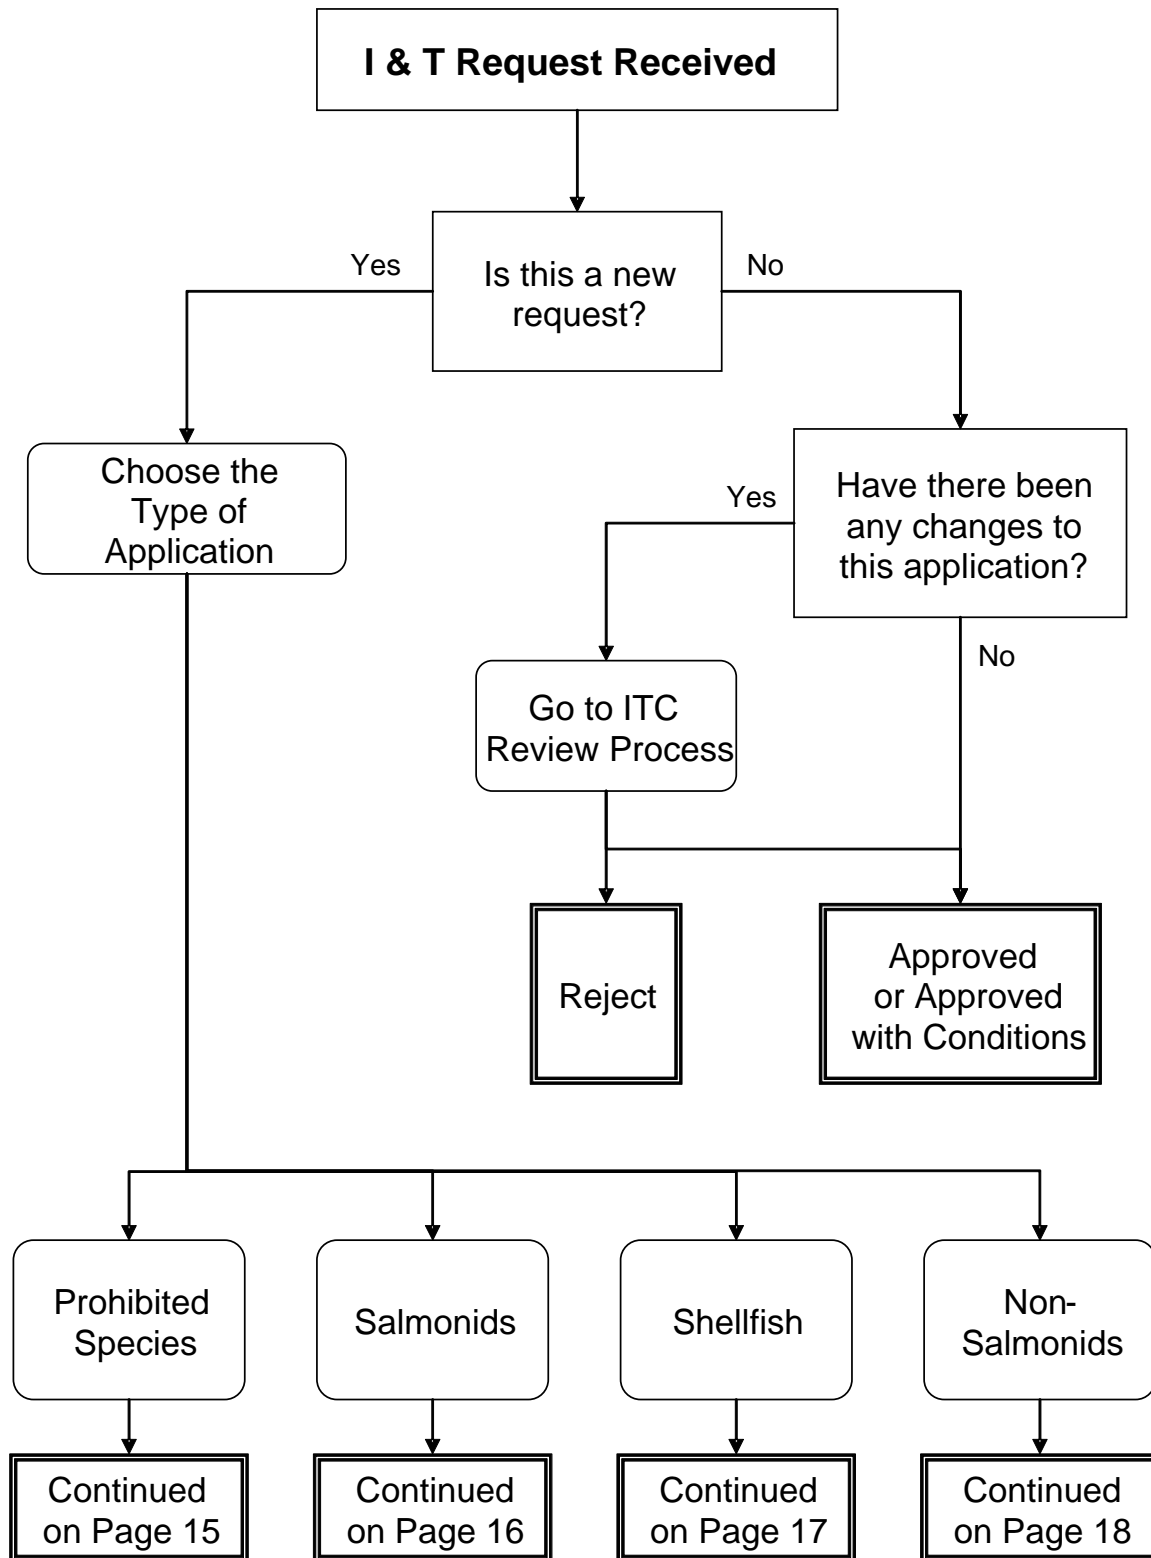 I & T Request Received
Yes
Is this a new
request?
No
Choose the
Type of
Application
Yes
Have there been
any changes to
this application?
No
Go to ITC
Review Process
Reject
Approved
or Approved
with Conditions
Prohibited
Species
Salmonids
Shellfish
Non-
Salmonids
Continued
on Page 15
Continued
on Page 16
Continued
on Page 17
Continued
on Page 18